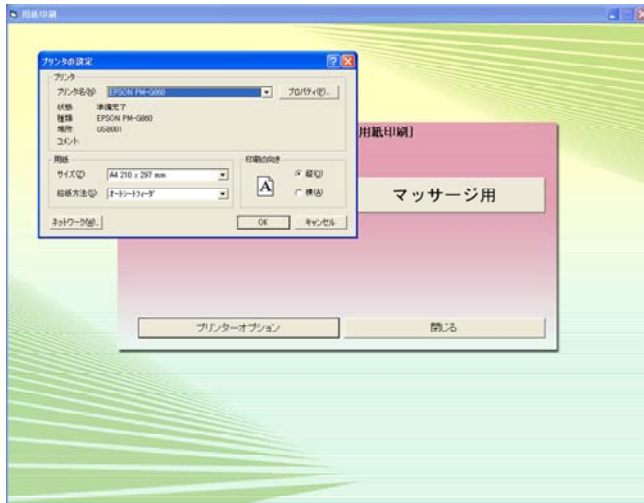 用紙印刷
プリンタの設定
プリンタ
プリンタ名(N):
EPSON PM-G860
プロパティ(P)...
状態:
準備完了
種類:
EPSON PM-G860
場所:
USB001
コメント:
用紙
サイズ(Z):
A4 210 x 297 mm
給紙方法(S):
オートシートフィーダ
印刷の向き
A
縦(O)
横(A)
ネットワーク(W)...
OK
キャンセル
用紙印刷]
マッサージ用
プリンターオプション
閉じる